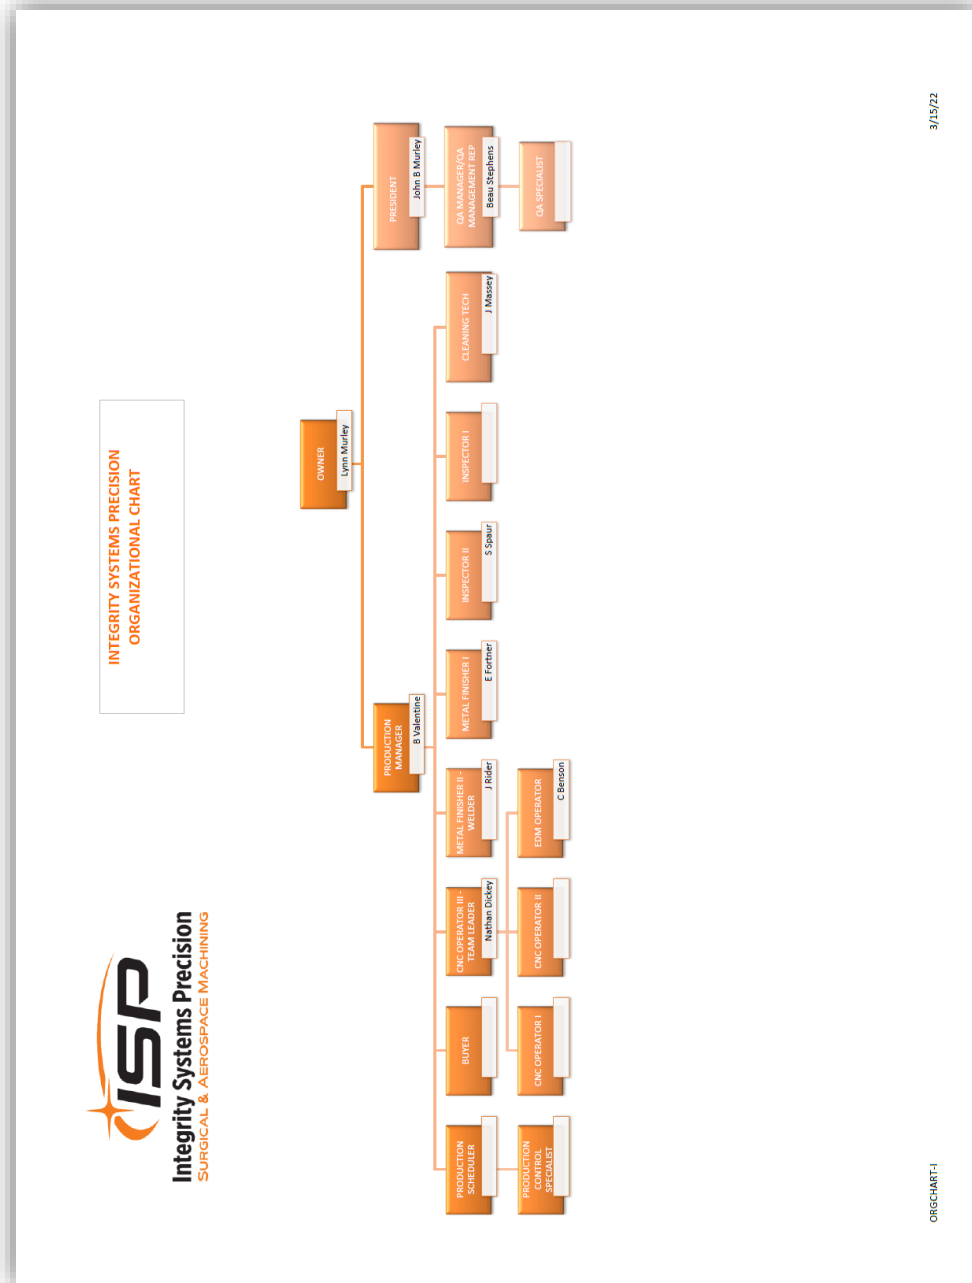 ISP
Integrity Systems Precision
SURGICAL & AEROSPACE MACHINING
INTEGRITY SYSTEMS PRECISION
ORGANIZATIONAL CHART
OWNER
Lynn Murley
PRODUCTION
MANAGER
B Valentine
PRESIDENT
John B Murley
PRODUCTION
SCHEDULER
BUYER
CNC OPERATOR III -
TEAM LEADER
Nathan Dickey
METAL FINISHER II -
WELDER
J Rider
METAL FINISHER I
E Fortner
INSPECTOR II
S Spaur
INSPECTOR I
CLEANING TECH
J Massey
QA MANAGER/QA
MANAGEMENT REP
Beau Stephens
PRODUCTION
CONTROL
SPECIALIST
CNC OPERATOR I
CNC OPERATOR II
EDM OPERATOR
C Benson
QA SPECIALIST
ORGCHART-I
3/15/22